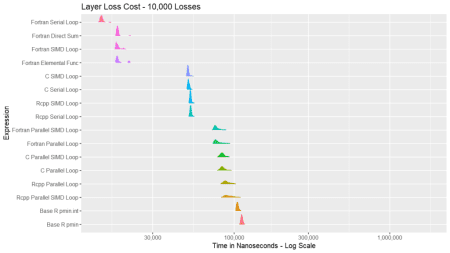 Layer Loss Cost - 10,000 Losses
Expression
Fortran Serial Loop
Fortran Direct Sum
Fortran SIMD Loop
Fortran Elemental Func
C SIMD Loop
C Serial Loop
Rcpp SIMD Loop
Rcpp Serial Loop
Fortran Parallel SIMD Loop
Fortran Parallel Loop
C Parallel SIMD Loop
C Parallel Loop
Rcpp Parallel Loop
Rcpp Parallel SIMD Loop
Base R pmin.int
Base R pmin
30,000 100,000 300,000 1,000,000
Time in Nanoseconds - Log Scale